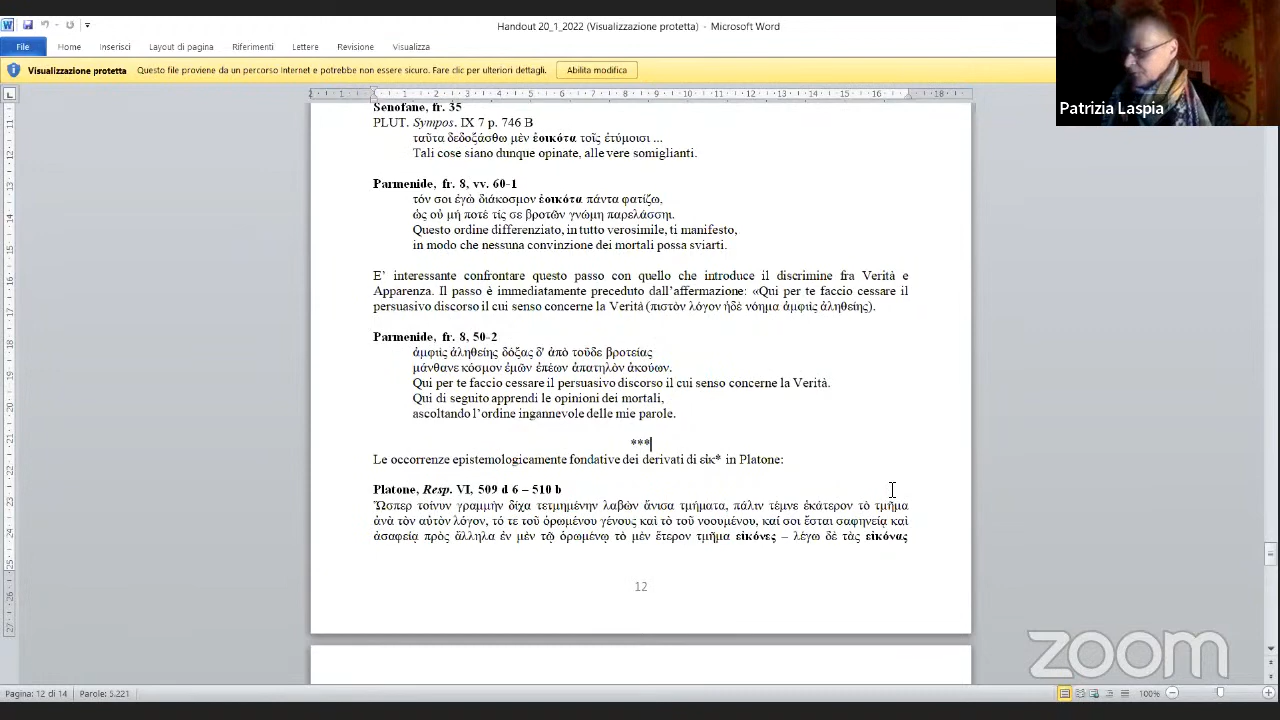 Handout 20_1_2022 (Visualizzazione protetta) - Microsoft Word
File Home Inserisci Layout di pagina Riferimenti Lettere Revisione Visualizza
Visualizzazione protetta Questo file proviene da un percorso Internet e potrebbe non essere sicuro. Fare clic per ulteriori dettagli. Abilita modifica
Patrizia Laspia
Senofane, fr. 35
PLUT. Sympos. IX 7 p. 746 B
ταῦτα δεδοξάσθω μὲν ἐοικότα τοῖς ἐτύμοισι ...
Tali cose siano dunque opinate, alle vere somiglianti.
Parmenide, fr. 8, vv. 60-1
τόν σοι ἐγὼ διάκοσμον ἐοικότα πάντα φατίζω,
ὡς οὐ μή ποτέ τίς σε βροτῶν γνώμη παρελάσσηι.
Questo ordine differenziato, in tutto verosimile, ti manifesto,
in modo che nessuna convinzione dei mortali possa sviarti.
E’ interessante confrontare questo passo con quello che introduce il discrimine fra Verità e
Apparenza. Il passo è immediatamente preceduto dall’affermazione: «Qui per te faccio cessare il
persuasivo discorso il cui senso concerne la Verità (πιστὸν λόγον ἠδὲ νόημα ἀμφὶς ἀληθείης).
Parmenide, fr. 8, 50-2
ἀμφὶς ἀληθείης δόξας δ' ἀπὸ τοῦδε βροτείας
μάνθανε κόσμον ἐμῶν ἐπέων ἀπατηλὸν ἀκούων.
Qui per te faccio cessare il persuasivo discorso il cui senso concerne la Verità.
Qui di seguito apprendi le opinioni dei mortali,
ascoltando l’ordine ingannevole delle mie parole.
***
Le occorrenze epistemologicamente fondative dei derivati di εἰκ* in Platone:
Platone, Resp. VI, 509 d 6 – 510 b
Ὥσπερ τοίνυν γραμμὴν δίχα τετμημένην λαβὼν ἄνισα τμήματα, πάλιν τέμνε ἑκάτερον τὸ τμῆμα
ἀνὰ τὸν αὐτὸν λόγον, τό τε τοῦ ὁρωμένου γένους καὶ τὸ τοῦ νοουμένου, καί σοι ἔσται σαφηνείᾳ καὶ
ἀσαφείᾳ πρὸς ἄλληλα ἐν μὲν τῷ ὁρωμένῳ τὸ μὲν ἕτερον τμῆμα εἰκόνες – λέγω δὲ τὰς εἰκόνας
12
zoom
Pagina: 12 di 14 Parole: 5.221 100%